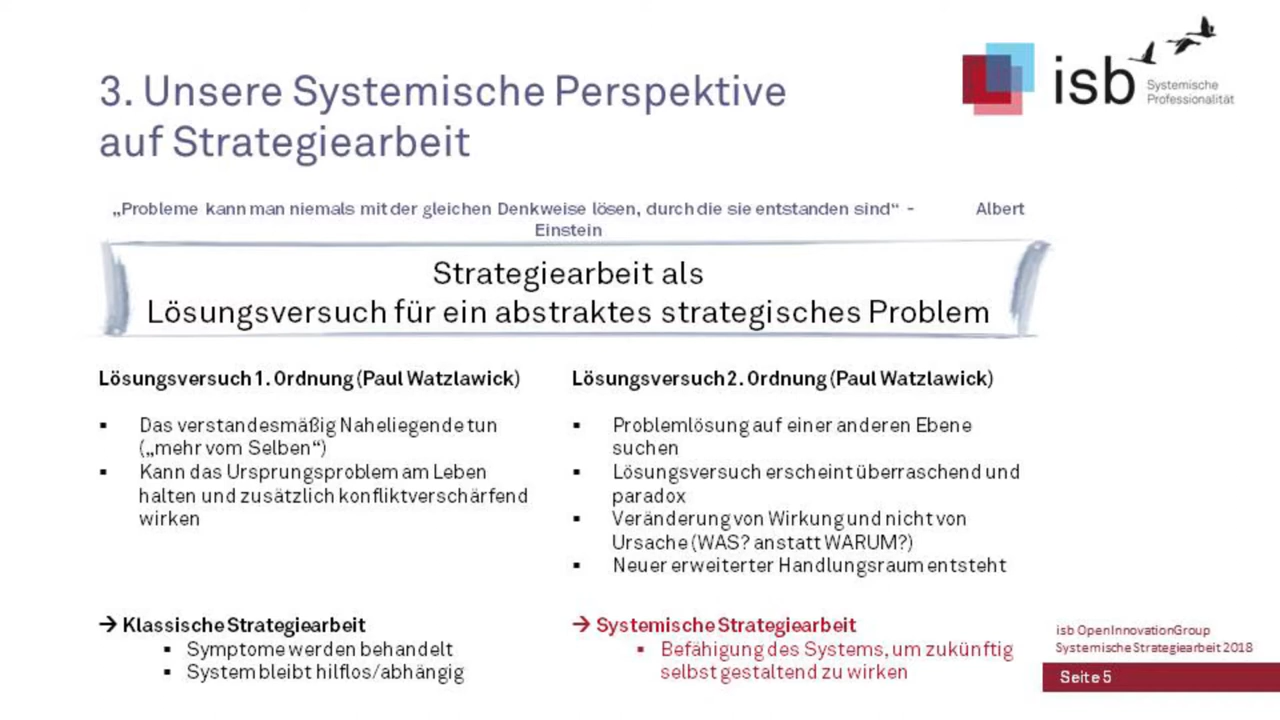 3. Unsere Systemische Perspektive
auf Strategiearbeit
isb
Systemische
Professionalität
„Probleme kann man niemals mit der gleichen Denkweise lösen, durch die sie entstanden sind“ - Albert
Einstein
Strategiearbeit als
Lösungsversuch für ein abstraktes strategisches Problem
Lösungsversuch 1. Ordnung (Paul Watzlawick)
▪ Das verstandesmäßig Naheliegende tun
(„mehr vom Selben“)
▪ Kann das Ursprungsproblem am Leben
halten und zusätzlich konfliktverschärfend
wirken
→ Klassische Strategiearbeit
▪ Symptome werden behandelt
▪ System bleibt hilflos/abhängig
Lösungsversuch 2. Ordnung (Paul Watzlawick)
▪ Problemlösung auf einer anderen Ebene
suchen
▪ Lösungsversuch erscheint überraschend und
paradox
▪ Veränderung von Wirkung und nicht von
Ursache (WAS? anstatt WARUM?)
▪ Neuer erweiterter Handlungsraum entsteht
→ Systemische Strategiearbeit
▪ Befähigung des Systems, um zukünftig
selbst gestaltend zu wirken
isb OpenInnovationGroup
Systemische Strategiearbeit 2018
Seite 5